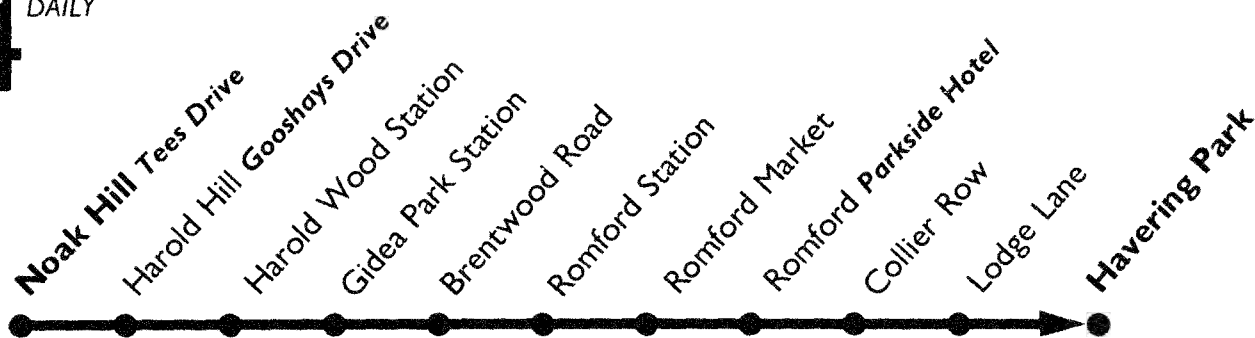 4
DAILY
Noak Hill Tees Drive
Harold Hill Gooshays Drive
Harold Wood Station
Gidea Park Station
Brentwood Road
Romford Station
Romford Market
Romford Parkside Hotel
Collier Row
Lodge Lane
Havering Park